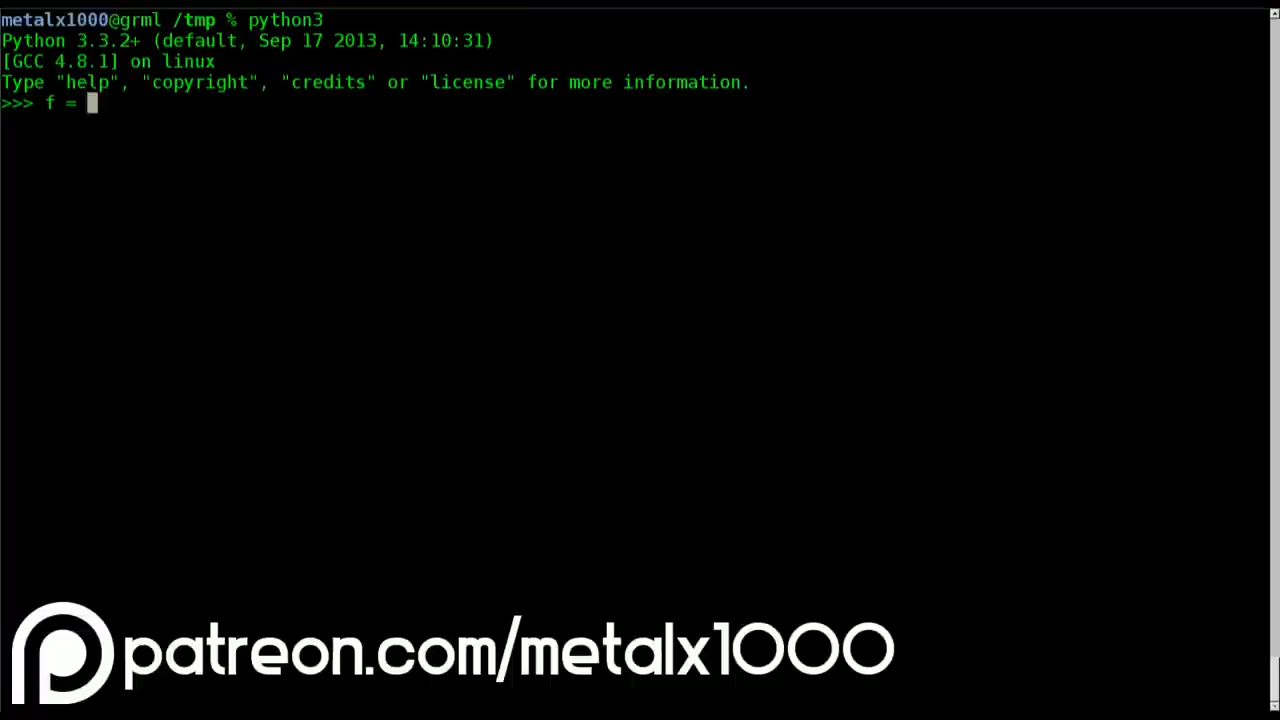 metalx1000@grml /tmp % python3
Python 3.3.2+ (default, Sep 17 2013, 14:10:31)
[GCC 4.8.1] on linux
Type "help", "copyright", "credits" or "license" for more information.
>>> f =
patreon.com/metalx1000